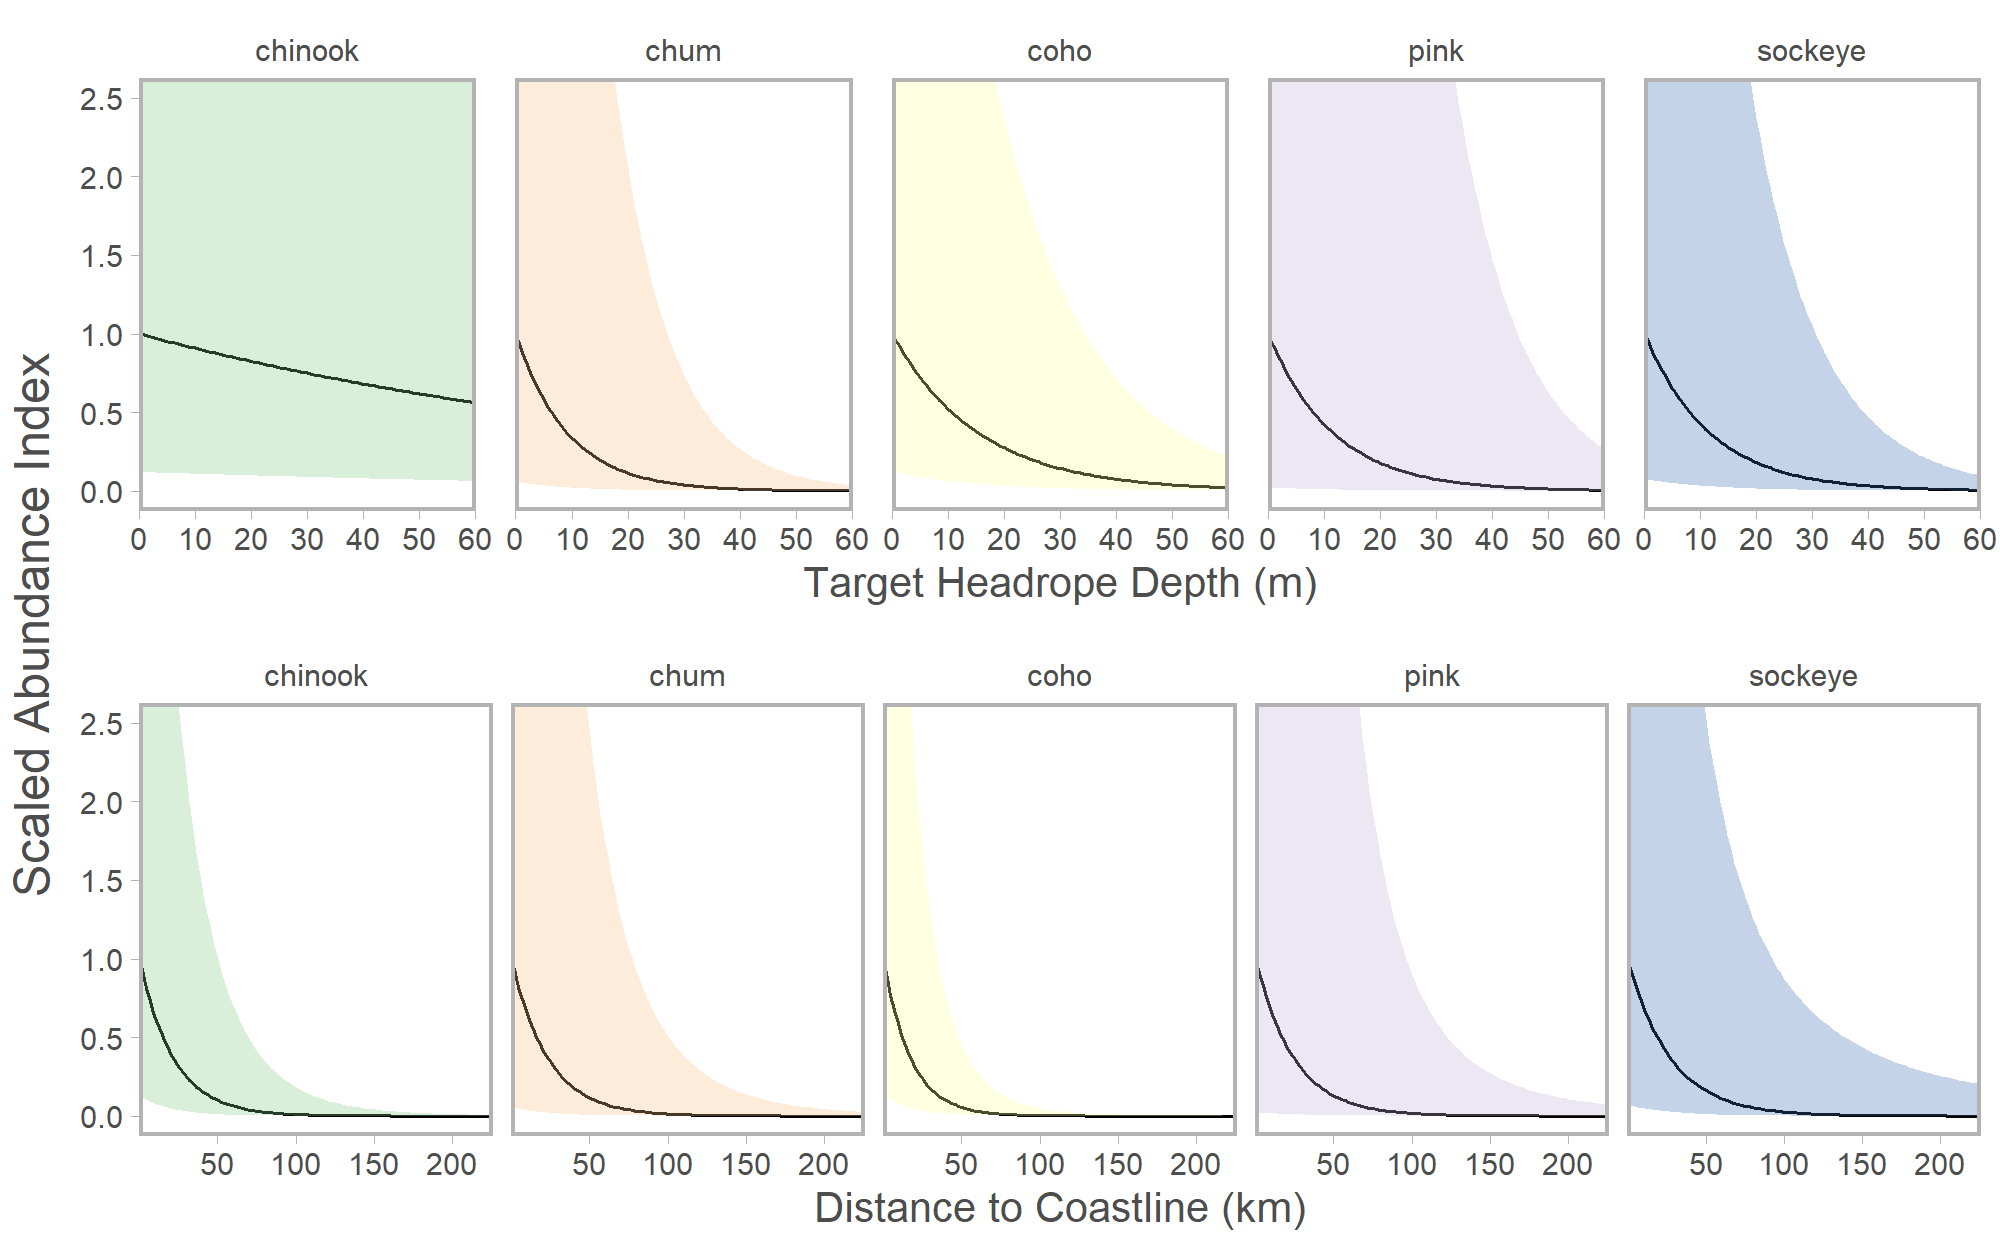 chinook chum coho pink sockeye
2.5
2.0
1.5
1.0
0.5
0.0
0 10 20 30 40 50 60 0 10 20 30 40 50 60 0 10 20 30 40 50 60 0 10 20 30 40 50 60 0 10 20 30 40 50 60
Target Headrope Depth (m)
Scaled Abundance Index
chinook chum coho pink sockeye
2.5
2.0
1.5
1.0
0.5
0.0
50 100 150 200 50 100 150 200 50 100 150 200 50 100 150 200 50 100 150 200
Distance to Coastline (km)